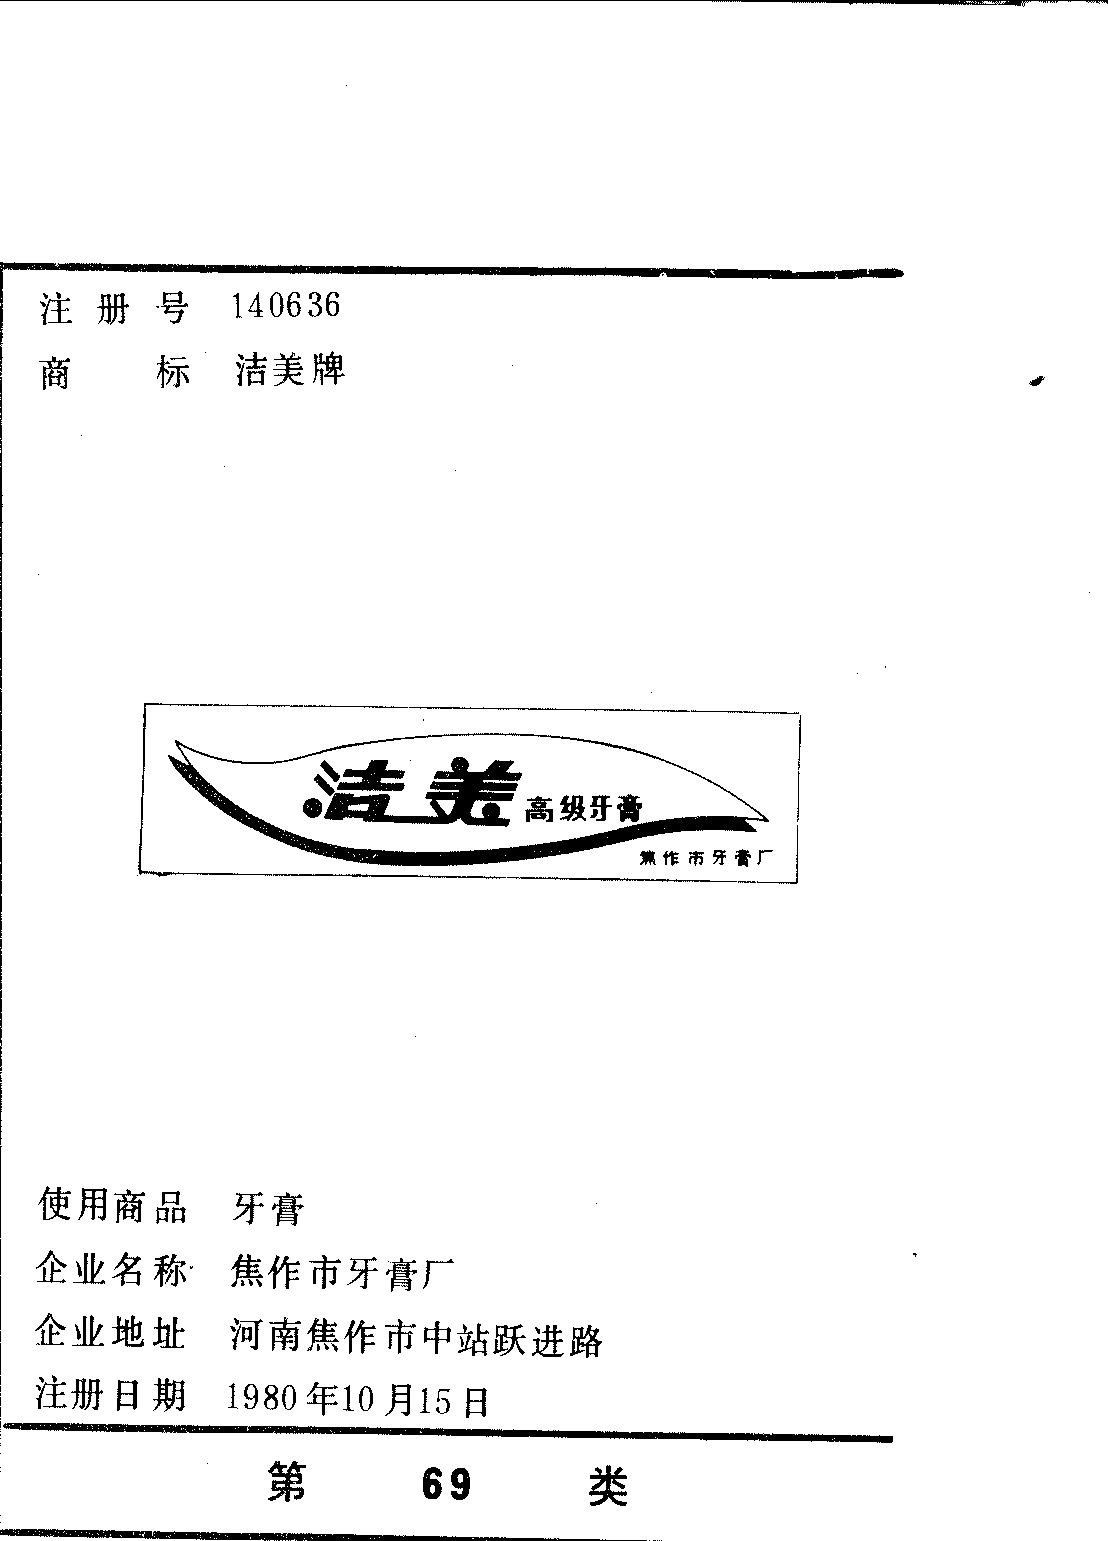 注册号 140636
商标 洁美牌
洁美 高级牙膏
焦作市牙膏厂
使用商品 牙膏
企业名称 焦作市牙膏厂
企业地址 河南焦作市中站跃进路
注册日期 1980年10月15日
第 69 类